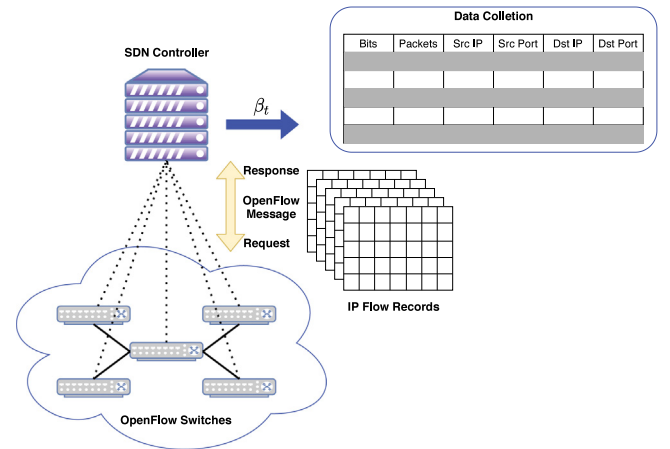 Data Colletion
Bits Packets Src IP Src Port Dst IP Dst Port
SDN Controller
βt
Response
OpenFlow
Message
Request
IP Flow Records
OpenFlow Switches